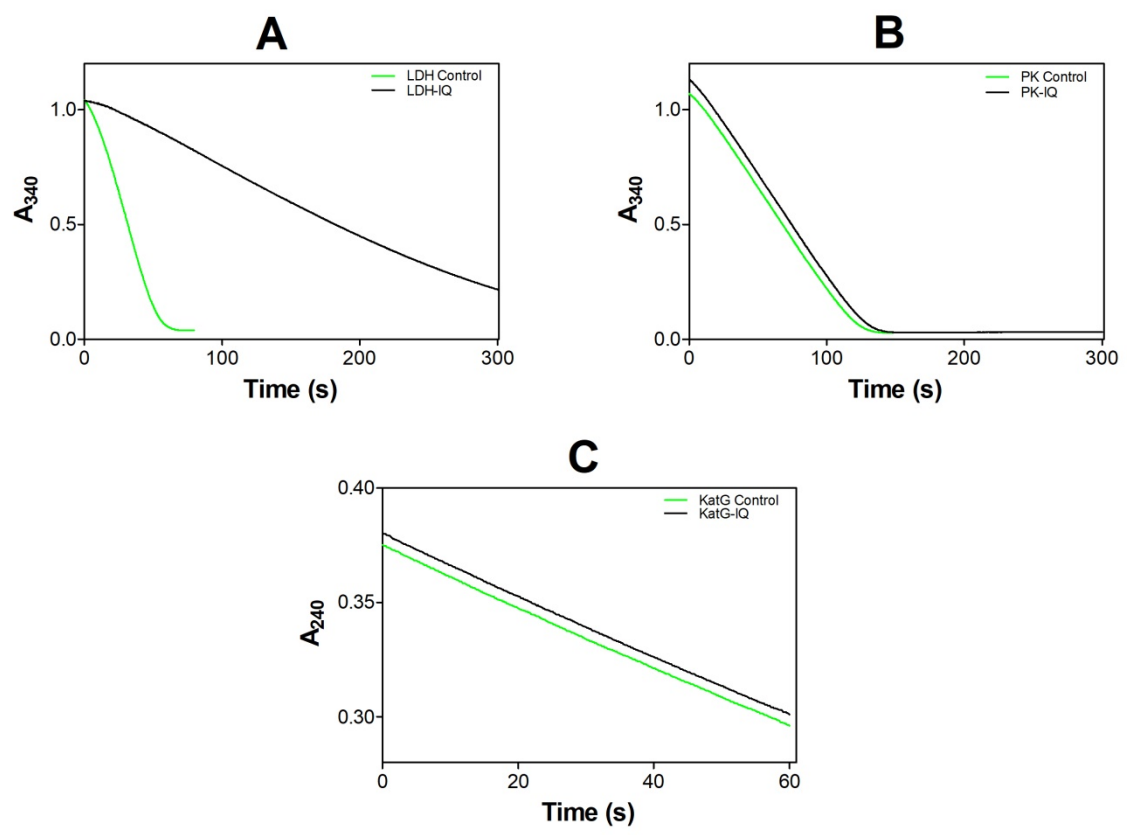 A
LDH Control
LDH-IQ
1.0
0.5
0.0
A340
0
100
200
300
Time (s)
B
PK Control
PK-IQ
1.0
0.5
0.0
A340
0
100
200
300
Time (s)
C
KatG Control
KatG-IQ
0.40
0.35
0.30
A240
0
20
40
60
Time (s)